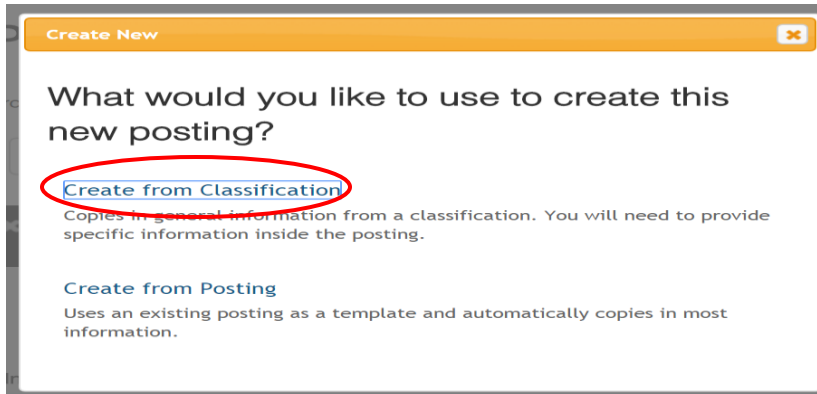 Create New
What would you like to use to create this
new posting?
Create from Classification
Copies in general information from a classification. You will need to provide
specific information inside the posting.
Create from Posting
Uses an existing posting as a template and automatically copies in most
information.